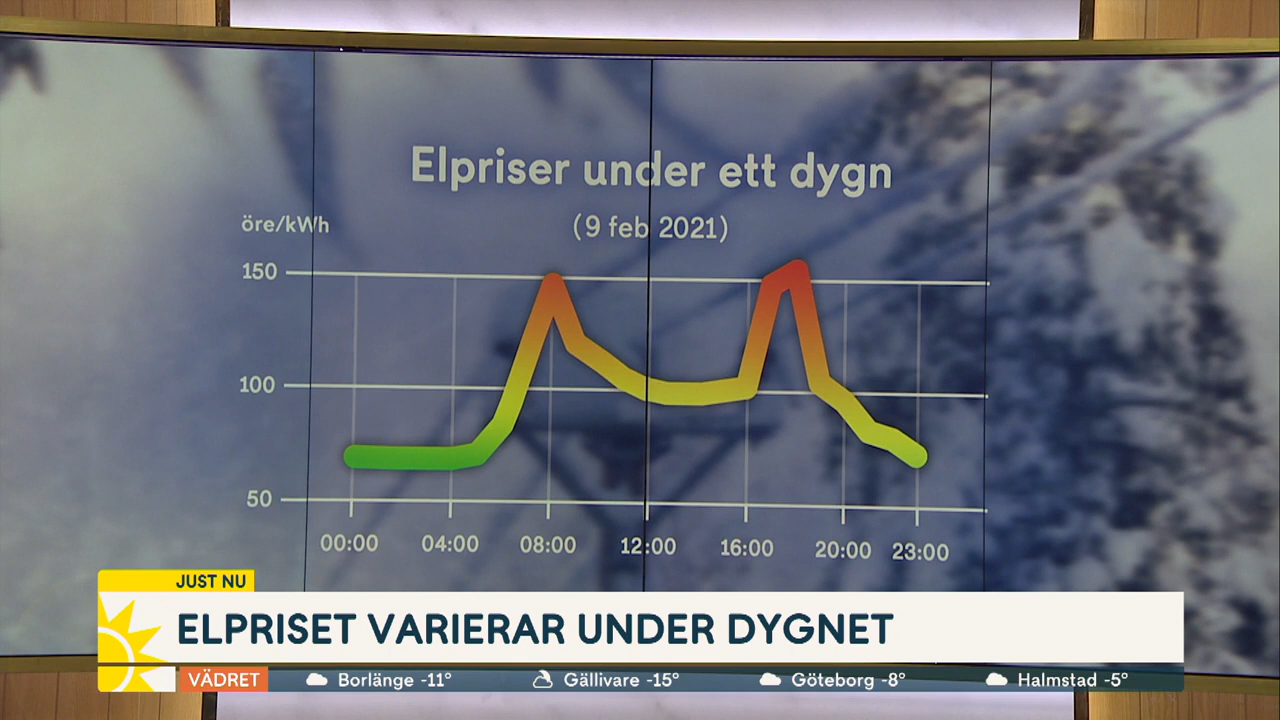 Elpriser under ett dygn
(9 feb 2021)
öre/kWh
150
100
50
00:00 04:00 08:00 12:00 16:00 20:00 23:00
JUST NU
ELPRISET VARIERAR UNDER DYGNET
VÄDRET Borlänge -11° Gällivare -15° Göteborg -8° Halmstad -5°